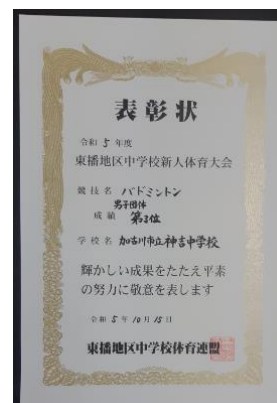 表彰状
令和5年度
東播地区中学校新人体育大会
競技名 バドミントン
男子団体
成績 第3位
学校名 加古川市立神吉中学校
輝かしい成果をたたえ平素
の努力に敬意を表します
令和5年10月15日
東播地区中学校体育連盟